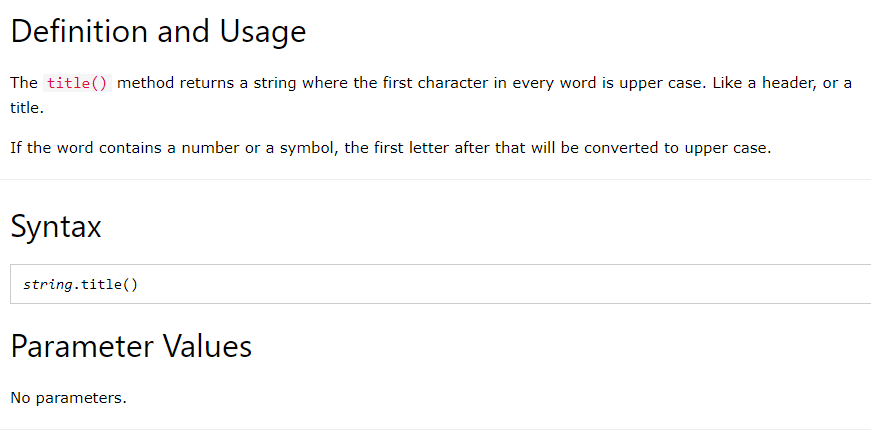 Definition and Usage
The title() method returns a string where the first character in every word is upper case. Like a header, or a
title.
If the word contains a number or a symbol, the first letter after that will be converted to upper case.
Syntax
string.title()
Parameter Values
No parameters.